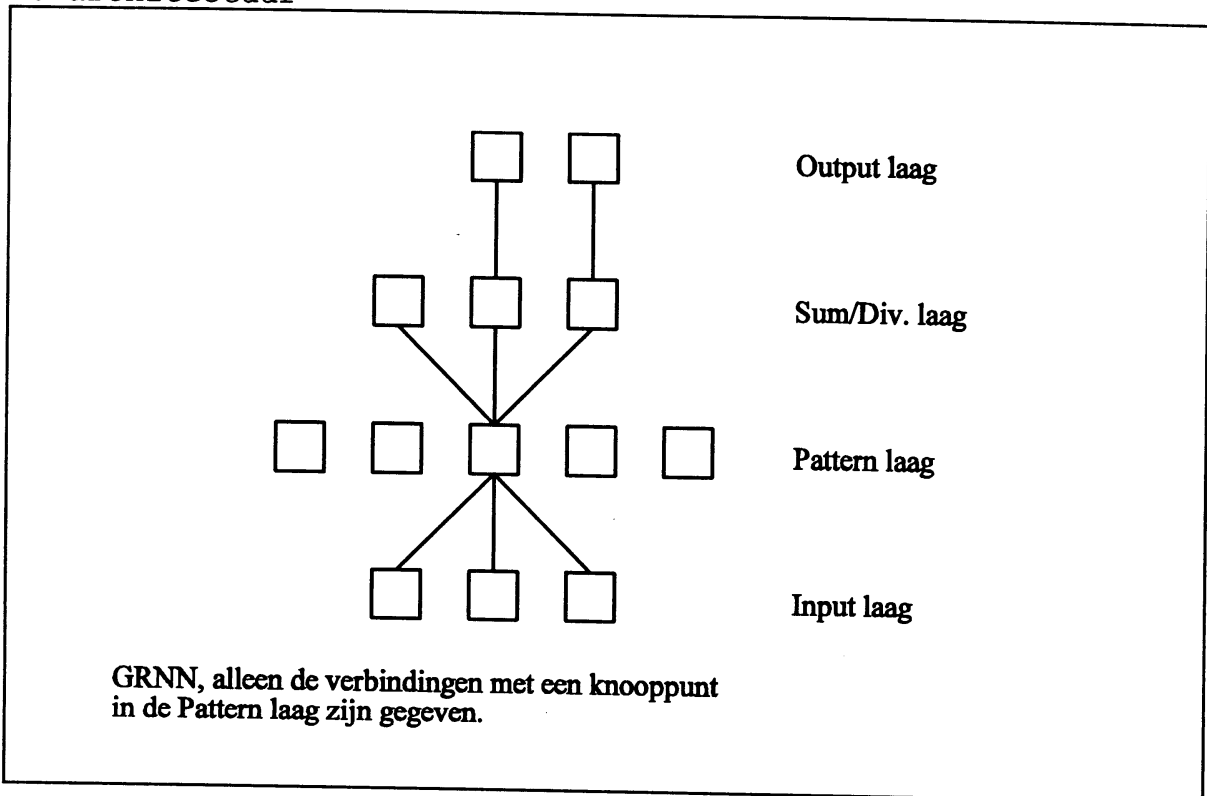 Output laag
Sum/Div. laag
Pattern laag
Input laag
GRNN, alleen de verbindingen met een knooppunt
in de Pattern laag zijn gegeven.